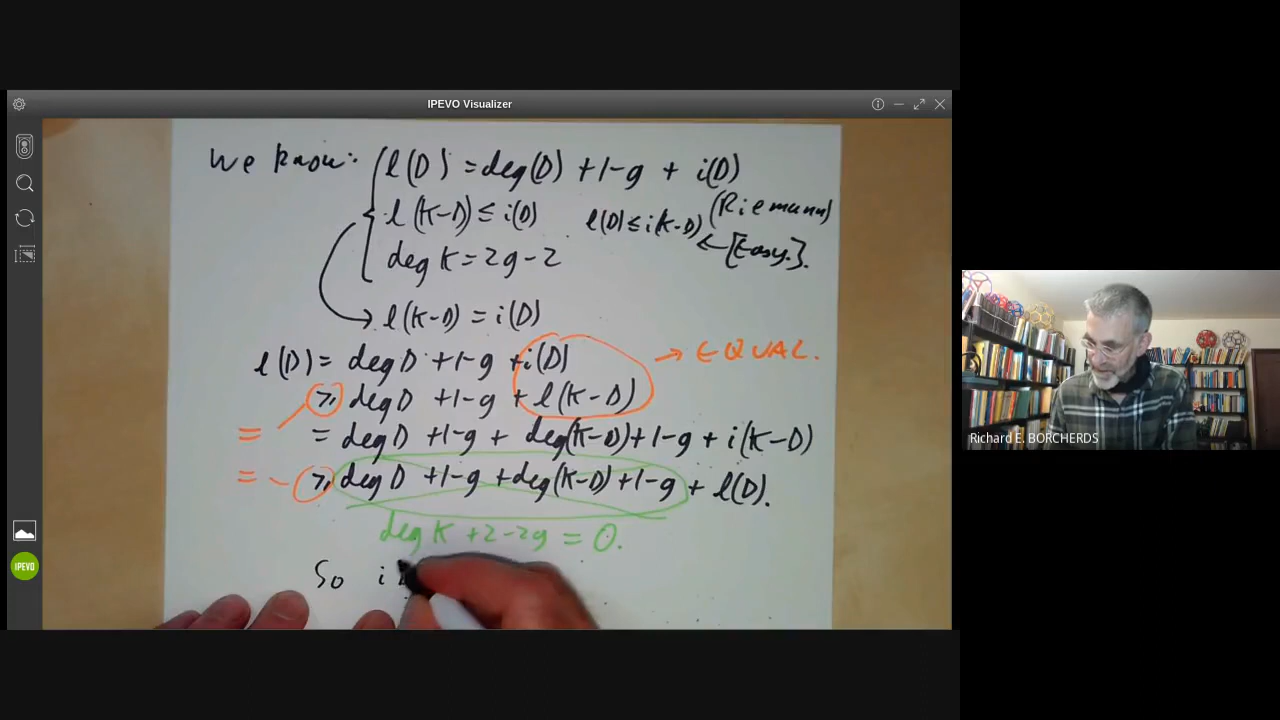 IPEVO Visualizer
We know: l(D) = deg(D) + 1-g + i(D)
(Riemann)
l(K-D) ≤ i(D) l(D) ≤ i(K-D)
← [Easy.].
deg K = 2g-2
→ l(K-D) = i(D)
l(D) = deg D + 1-g + i(D) → EQUAL.
≥ deg D + 1-g + l(K-D)
= = deg D + 1-g + deg(K-D) + 1-g + i(K-D)
= - ≥ deg D + 1-g + deg(K-D) + 1-g + l(D).
deg K + 2-2g = 0.
So i
IPEVO
Richard E. BORCHERDS